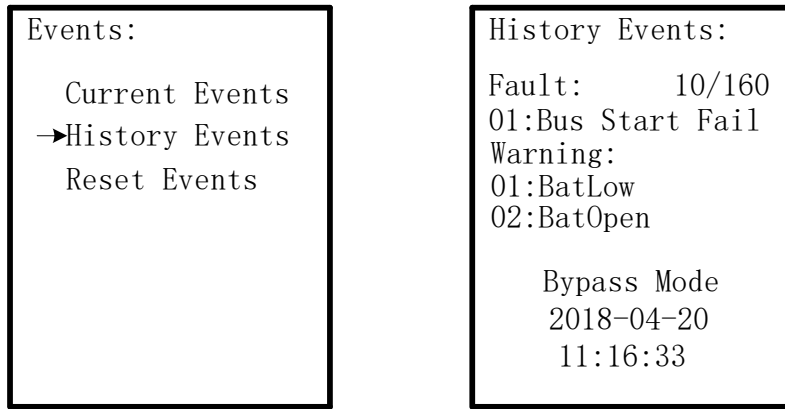 Events:
Current Events
→History Events
Reset Events
History Events:
Fault: 10/160
01:Bus Start Fail
Warning:
01:BatLow
02:BatOpen
Bypass Mode
2018-04-20
11:16:33